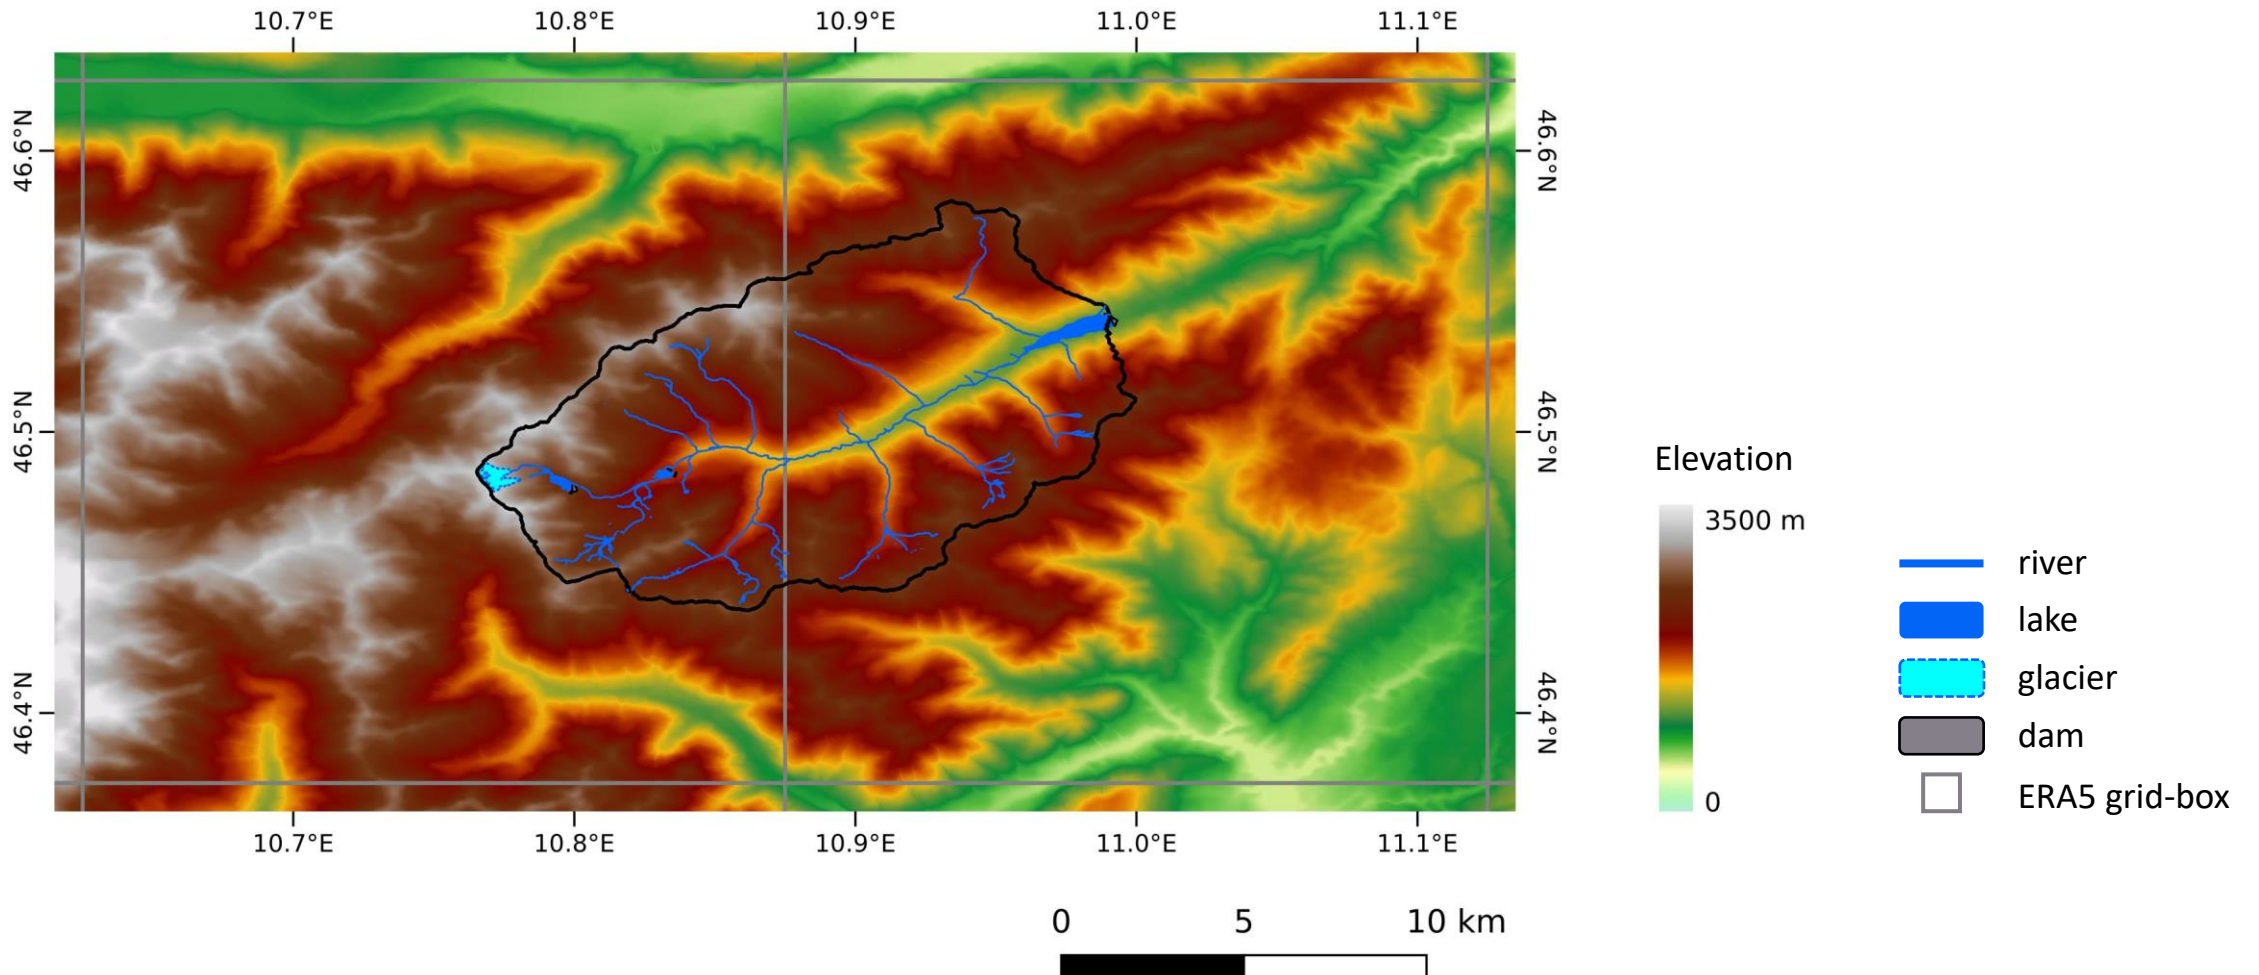 10.7°E 10.8°E 10.9°E 11.0°E 11.1°E
46.6°N
46.6°N
46.5°N
46.5°N
46.4°N
46.4°N
10.7°E 10.8°E 10.9°E 11.0°E 11.1°E
Elevation
3500 m
0
river
lake
glacier
dam
ERA5 grid-box
0 5 10 km